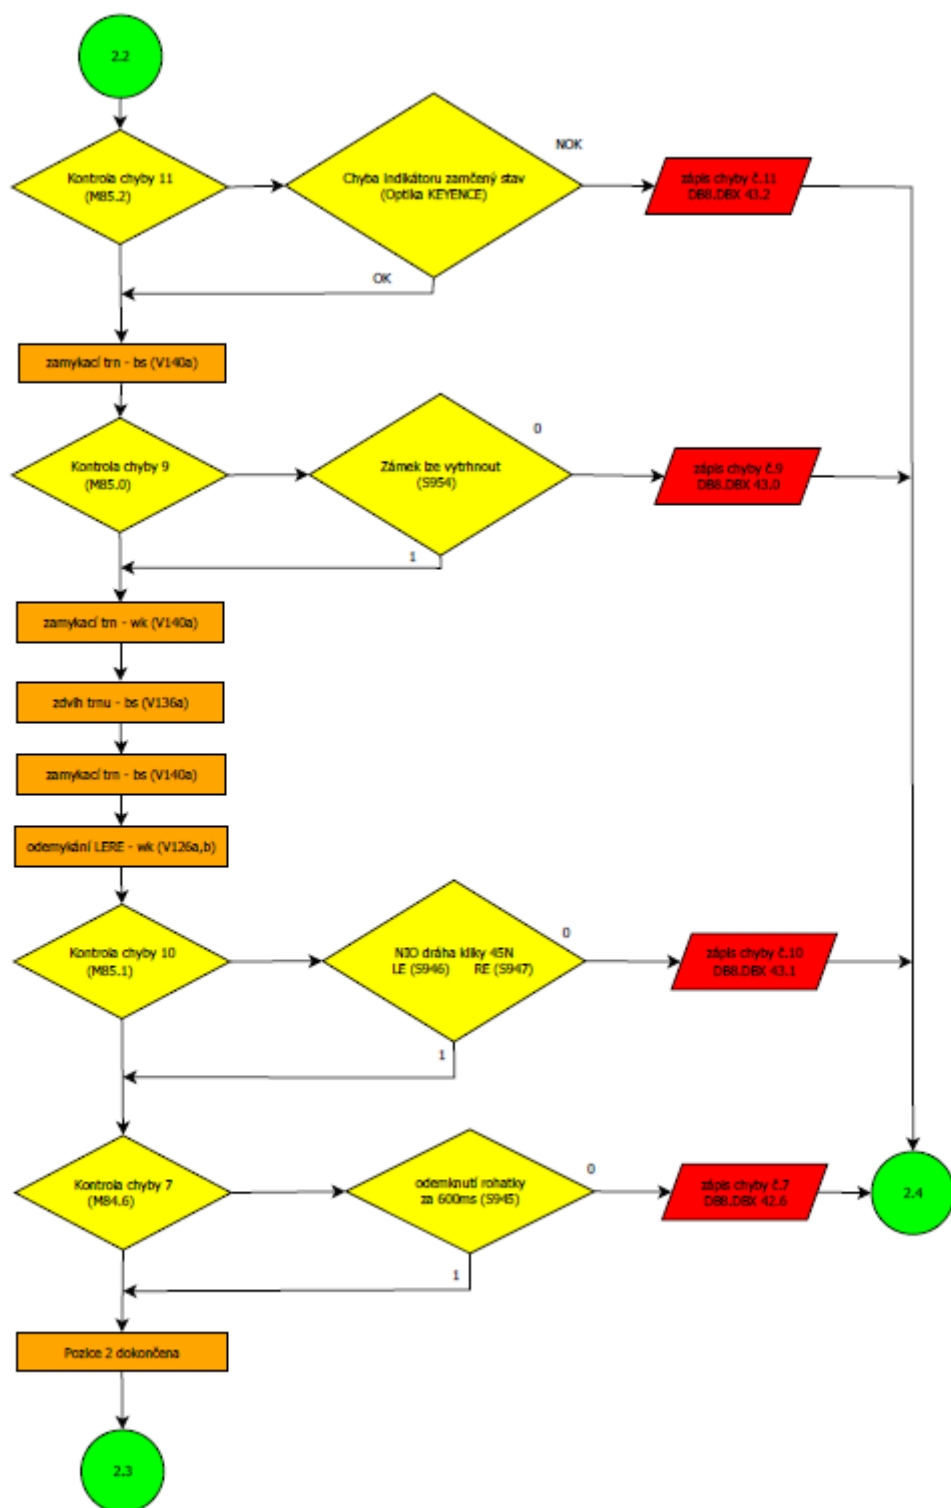 2.2
Kontrola chyby 11
(M85.2)
Chyba indikátoru zamčený stav
(Optika KEYENCE)
NOK
zápis chyby č.11
DB8.DBX 43.2
OK
zamykací trn - bs (V140a)
Kontrola chyby 9
(M85.0)
Zámek lze vytrhnout
(S954)
0
zápis chyby č.9
DB8.DBX 43.0
1
zamykací trn - wk (V140a)
zdvih trnu - bs (V136a)
zamykací trn - bs (V140a)
odemykání LERE - wk (V126a,b)
Kontrola chyby 10
(M85.1)
NIO dráha kliky 45N
LE (S946) RE (S947)
0
zápis chyby č.10
DB8.DBX 43.1
1
Kontrola chyby 7
(M84.6)
odemknutí rohatky
za 600ms (S945)
0
zápis chyby č.7
DB8.DBX 42.6
2.4
1
Pozice 2 dokončena
2.3